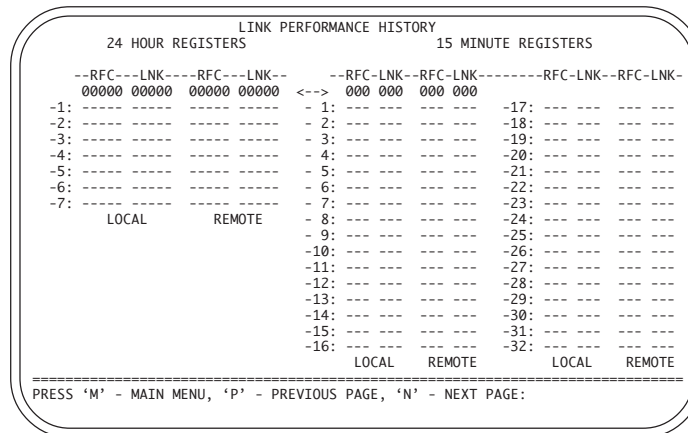 LINK PERFORMANCE HISTORY
24 HOUR REGISTERS                    15 MINUTE REGISTERS
--RFC---LNK----RFC---LNK--      --RFC-LNK--RFC-LNK--------RFC-LNK--RFC-LNK-
00000 00000  00000 00000  <-->  000 000  000 000
-1: ----- -----  ----- -----    - 1: --- ---  --- ---   -17: --- ---  --- ---
-2: ----- -----  ----- -----    - 2: --- ---  --- ---   -18: --- ---  --- ---
-3: ----- -----  ----- -----    - 3: --- ---  --- ---   -19: --- ---  --- ---
-4: ----- -----  ----- -----    - 4: --- ---  --- ---   -20: --- ---  --- ---
-5: ----- -----  ----- -----    - 5: --- ---  --- ---   -21: --- ---  --- ---
-6: ----- -----  ----- -----    - 6: --- ---  --- ---   -22: --- ---  --- ---
-7: ----- -----  ----- -----    - 7: --- ---  --- ---   -23: --- ---  --- ---
LOCAL        REMOTE     - 8: --- ---  --- ---   -24: --- ---  --- ---
- 9: --- ---  --- ---   -25: --- ---  --- ---
-10: --- ---  --- ---   -26: --- ---  --- ---
-11: --- ---  --- ---   -27: --- ---  --- ---
-12: --- ---  --- ---   -28: --- ---  --- ---
-13: --- ---  --- ---   -29: --- ---  --- ---
-14: --- ---  --- ---   -30: --- ---  --- ---
-15: --- ---  --- ---   -31: --- ---  --- ---
-16: --- ---  --- ---   -32: --- ---  --- ---
LOCAL    REMOTE          LOCAL    REMOTE
==============================================================================
PRESS ‘M’ - MAIN MENU, ‘P’ - PREVIOUS PAGE, ‘N’ - NEXT PAGE: